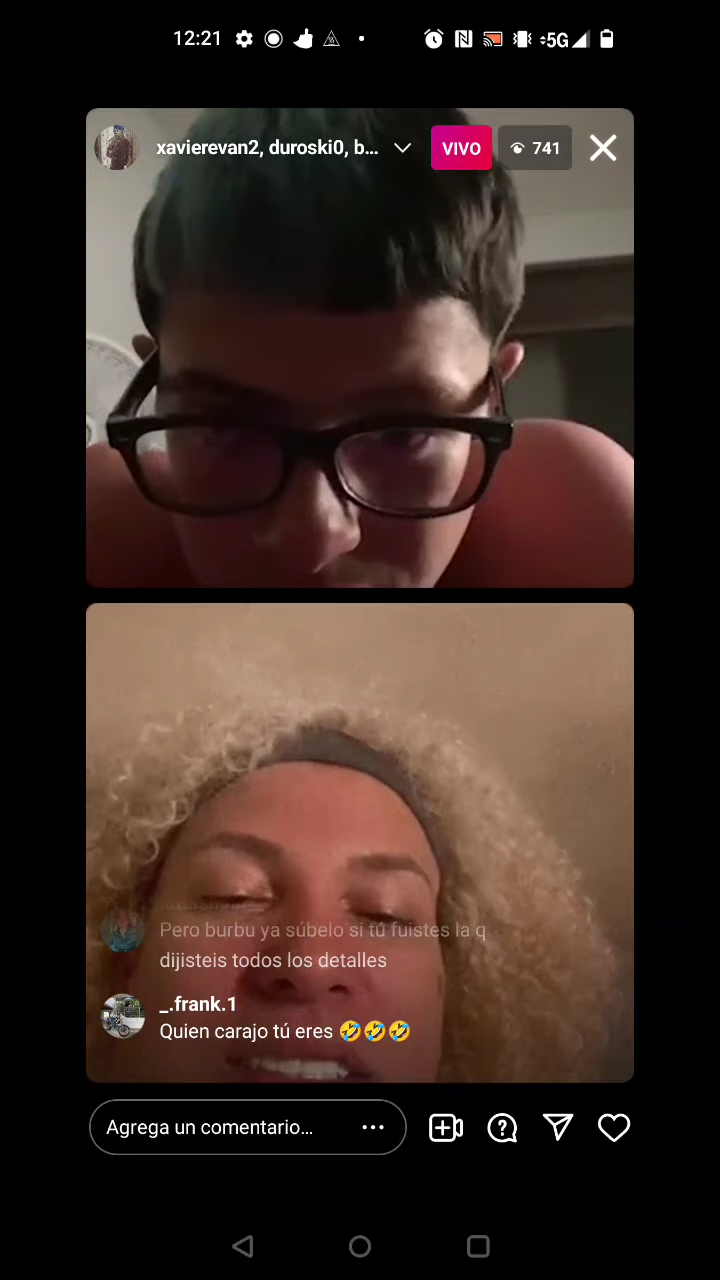 12:21
5G
xavierevan2, duroski0, b...
VIVO
741
Pero burbu ya súbelo si tú fuistes la q
dijisteis todos los detalles
_.frank.1
Quien carajo tú eres 🤣🤣🤣
Agrega un comentario...